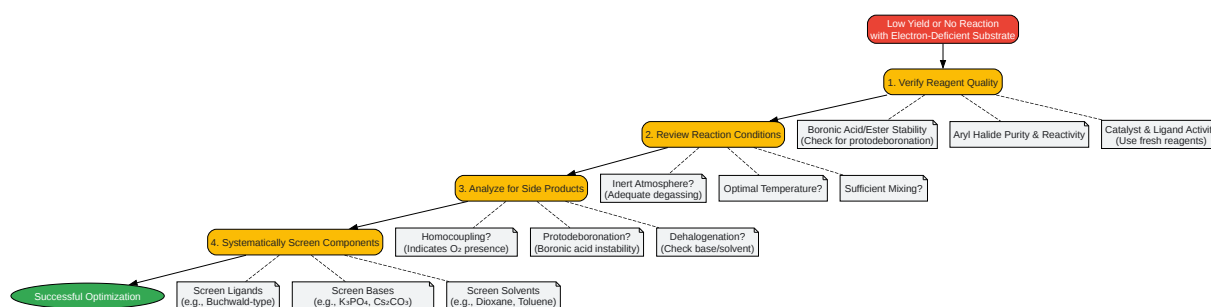 Low Yield or No Reaction
with Electron-Deficient Substrate
1. Verify Reagent Quality
Boronic Acid/Ester Stability
(Check for protodeboronation)
Aryl Halide Purity & Reactivity
Catalyst & Ligand Activit
(Use fresh reagents)
2. Review Reaction Conditions
Inert Atmosphere?
(Adequate degassing)
Optimal Temperature?
Sufficient Mixing?
3. Analyze for Side Products
Homocoupling?
(Indicates O₂ presence)
Protodeboronation?
(Boronic acid instability)
Dehalogenation?
(Check base/solvent)
4. Systematically Screen Components
Screen Ligands
(e.g., Buchwald-type)
Screen Bases
(e.g., K₃PO₄, Cs₂CO₃)
Screen Solvents
(e.g., Dioxane, Toluene)
Successful Optimization